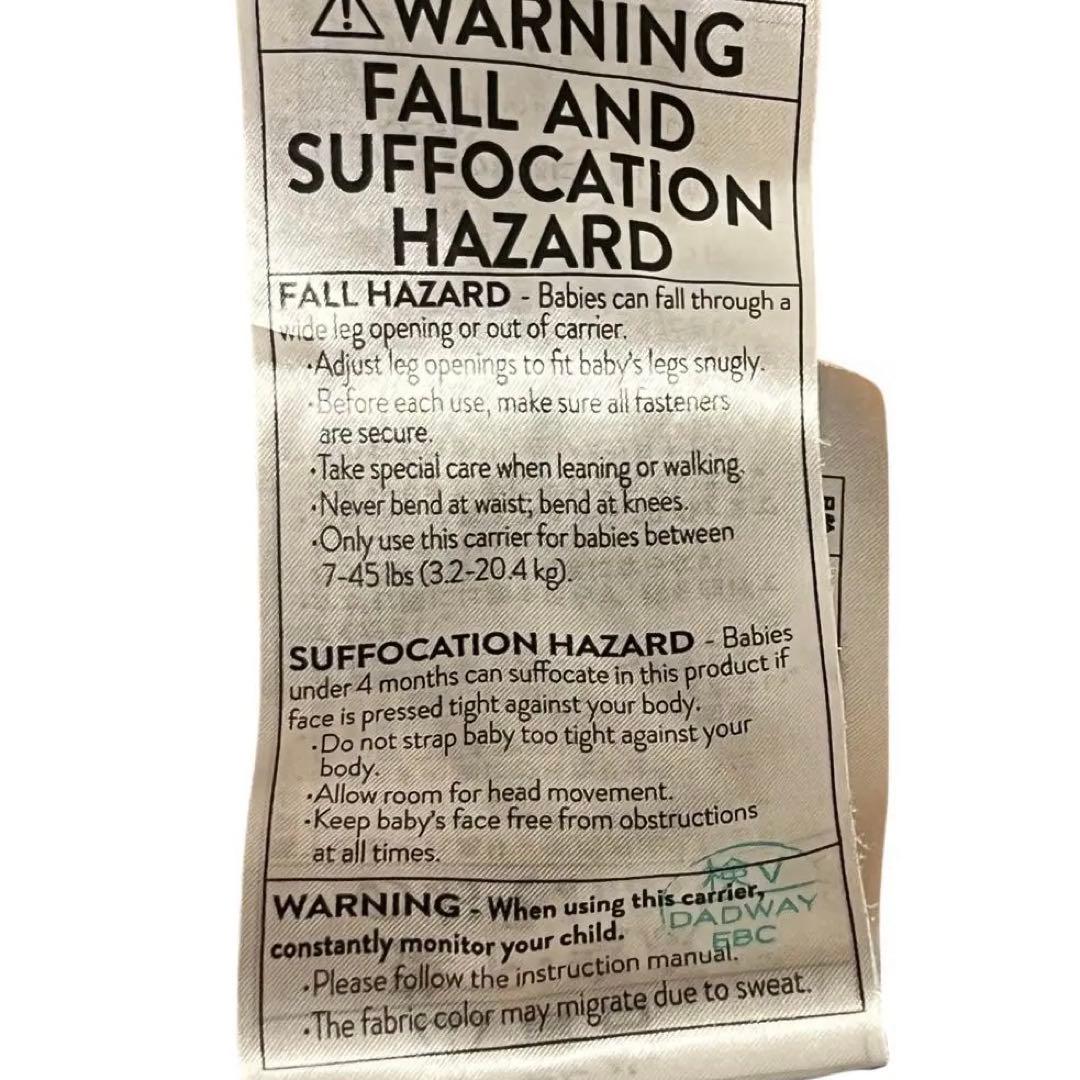 ⚠WARNING
FALL AND
SUFFOCATION
HAZARD
FALL HAZARD - Babies can fall through a
wide leg opening or out of carrier.
•Adjust leg openings to fit baby's legs snugly.
•Before each use, make sure all fasteners
are secure.
•Take special care when leaning or walking.
•Never bend at waist; bend at knees.
•Only use this carrier for babies between
7-45 lbs (3.2-20.4 kg).
SUFFOCATION HAZARD - Babies
under 4 months can suffocate in this product if
face is pressed tight against your body.
•Do not strap baby too tight against your
body.
•Allow room for head movement.
•Keep baby's face free from obstructions
at all times.
WARNING - When using this carrier,
constantly monitor your child.
•Please follow the instruction manual.
•The fabric color may migrate due to sweat.
検 V
DADWAY
EBC